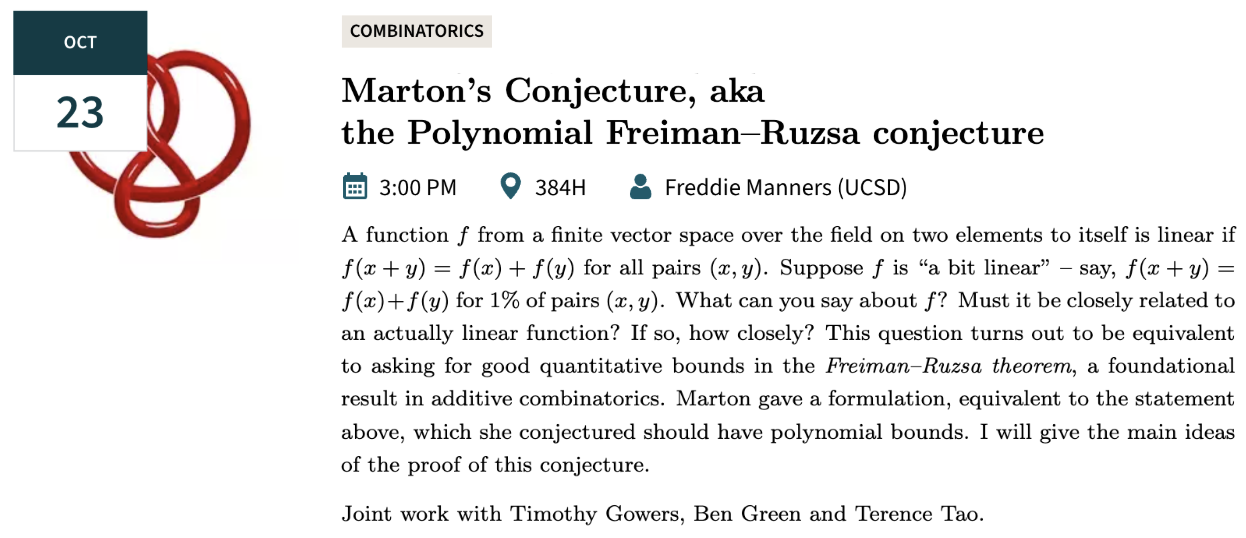 OCT
23
COMBINATORICS
Marton's Conjecture, aka
the Polynomial Freiman–Ruzsa conjecture
3:00 PM 384H Freddie Manners (UCSD)
A function f from a finite vector space over the field on two elements to itself is linear if
f(x + y) = f(x) + f(y) for all pairs (x, y). Suppose f is “a bit linear” – say, f(x + y) =
f(x)+f(y) for 1% of pairs (x, y). What can you say about f? Must it be closely related to
an actually linear function? If so, how closely? This question turns out to be equivalent
to asking for good quantitative bounds in the Freiman–Ruzsa theorem, a foundational
result in additive combinatorics. Marton gave a formulation, equivalent to the statement
above, which she conjectured should have polynomial bounds. I will give the main ideas
of the proof of this conjecture.
Joint work with Timothy Gowers, Ben Green and Terence Tao.